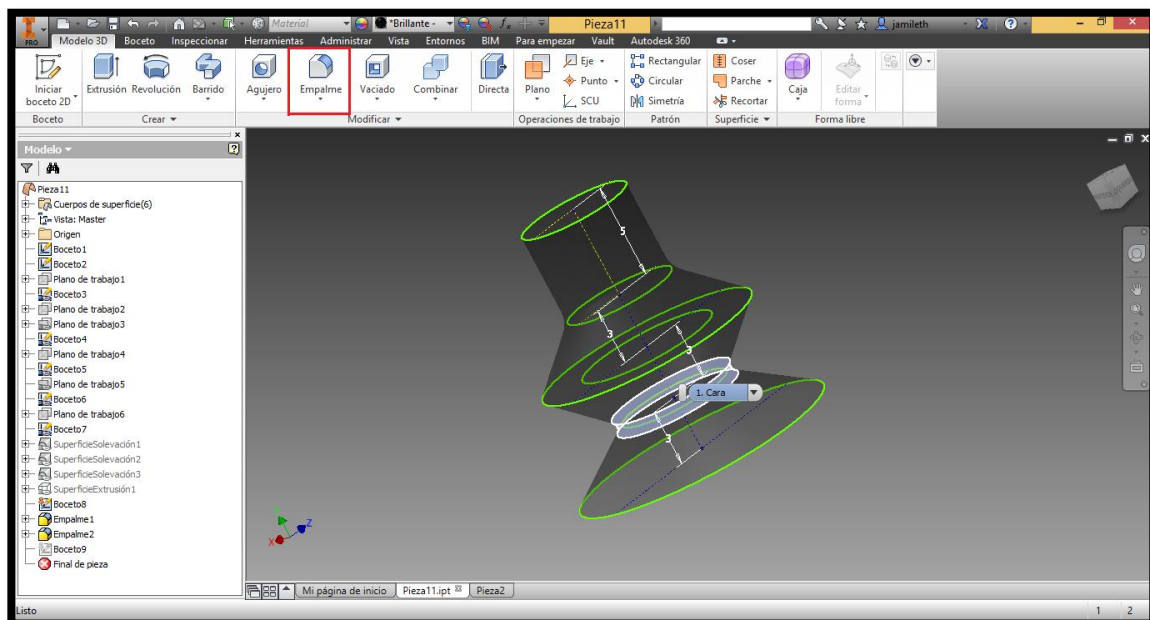 PRO
Material
*Brillante -
Pieza11
jamileth
Modelo 3D Boceto Inspeccionar Herramientas Administrar Vista Entornos BIM Para empezar Vault Autodesk 360
Iniciar boceto 2D
Extrusión
Revolución
Barrido
Agujero
Empalme
Vaciado
Combinar
Directa
Plano
Eje
Punto
SCU
Rectangular
Circular
Simetría
Coser
Parche
Recortar
Caja
Editar forma
Boceto
Crear
Modificar
Operaciones de trabajo
Patrón
Superficie
Forma libre
Modelo
Pieza11
Cuerpos de superficie(6)
Vista: Master
Origen
Boceto1
Boceto2
Plano de trabajo1
Boceto3
Plano de trabajo2
Plano de trabajo3
Boceto4
Plano de trabajo4
Boceto5
Plano de trabajo5
Boceto6
Plano de trabajo6
Boceto7
SuperficieSolevación1
SuperficieSolevación2
SuperficieSolevación3
SuperficieExtrusión1
Boceto8
Empalme1
Empalme2
Boceto9
Final de pieza
5
3
3
1. Cara
3
Z
X
Mi página de inicio Pieza11.ipt Pieza2
Listo
1 2